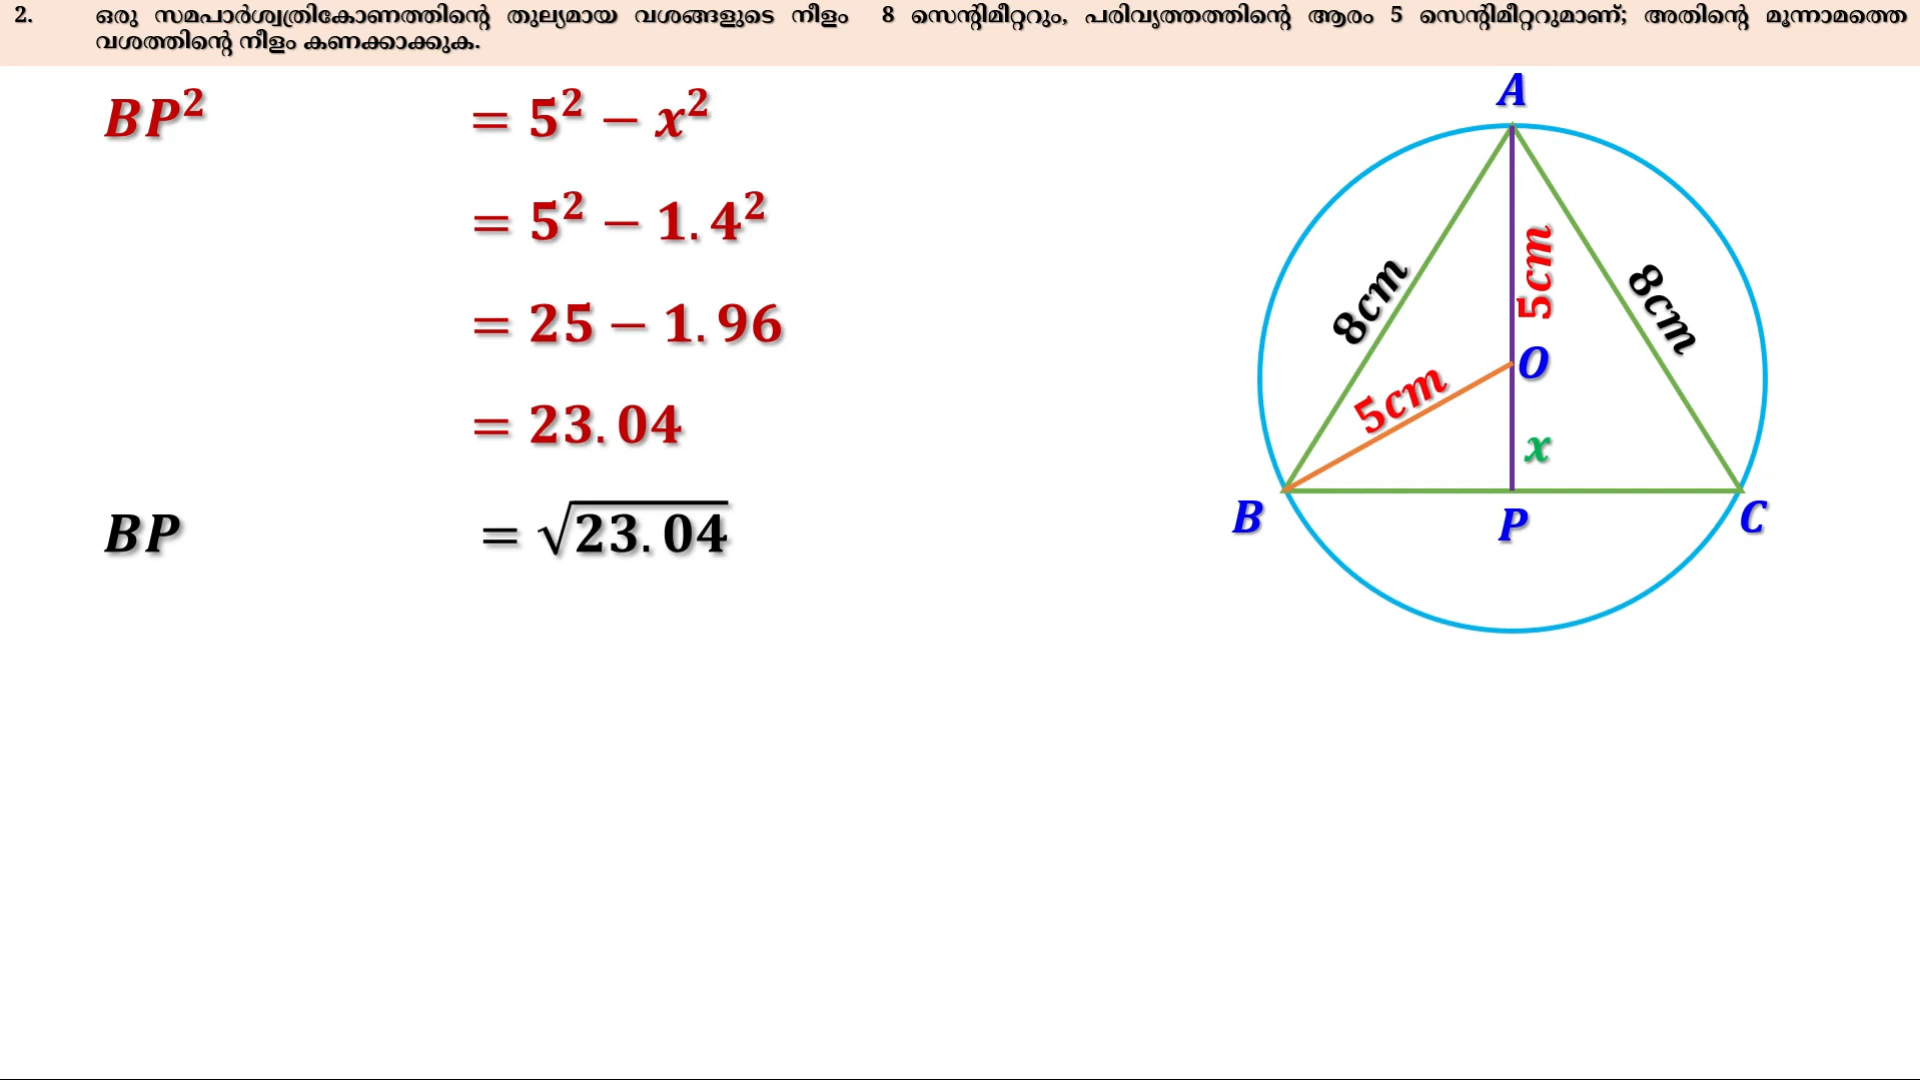 2. ഒരു സമപാർശ്വത്രികോണത്തിന്റെ തുല്യമായ വശങ്ങളുടെ നീളം 8 സെന്റിമീറ്ററും, പരിവൃത്തത്തിന്റെ ആരം 5 സെന്റിമീറ്ററുമാണ്; അതിന്റെ മൂന്നാമത്തെ
വശത്തിന്റെ നീളം കണക്കാക്കുക.
BP² = 5² − x²
= 5² − 1.4²
= 25 − 1.96
= 23.04
BP = √23.04
A
8cm
5cm
8cm
O
5cm
x
B
P
C